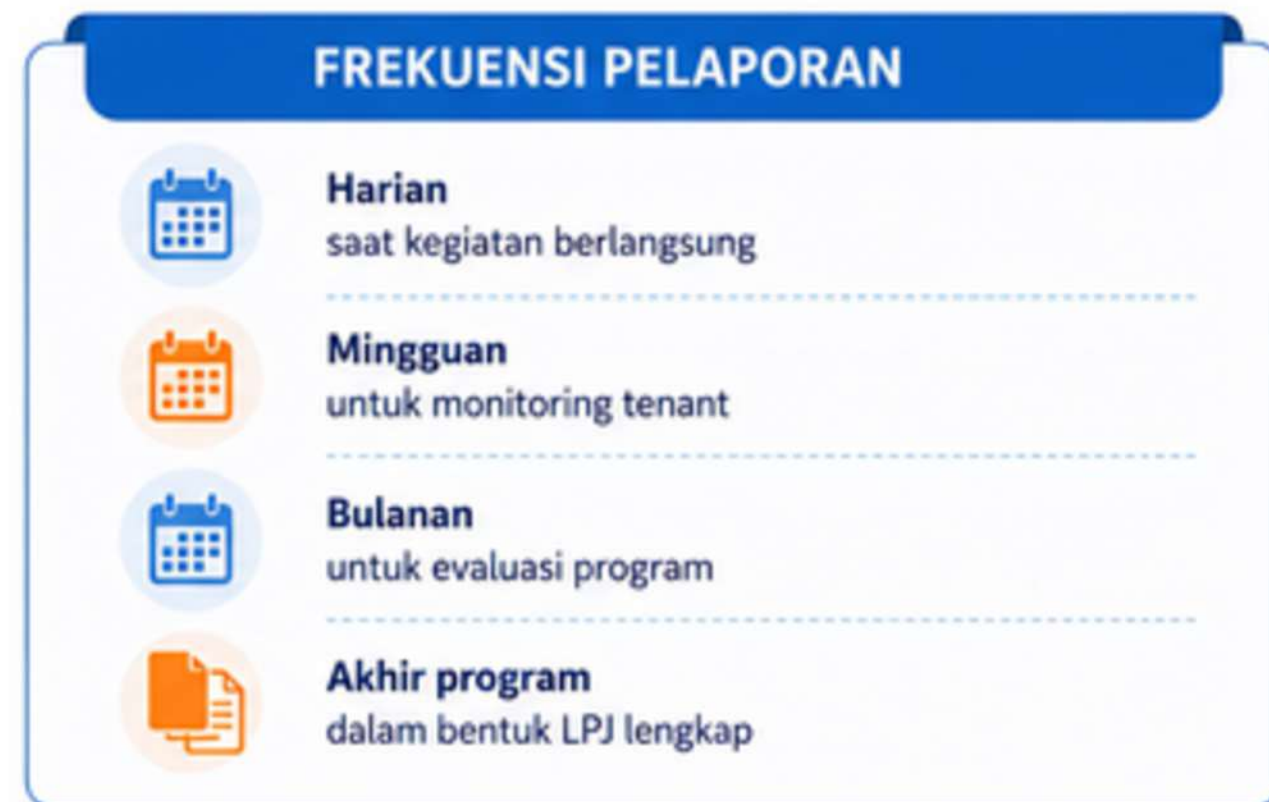 FREKUENSI PELAPORAN
Harian
saat kegiatan berlangsung
Mingguan
untuk monitoring tenant
Bulanan
untuk evaluasi program
Akhir program
dalam bentuk LPJ lengkap